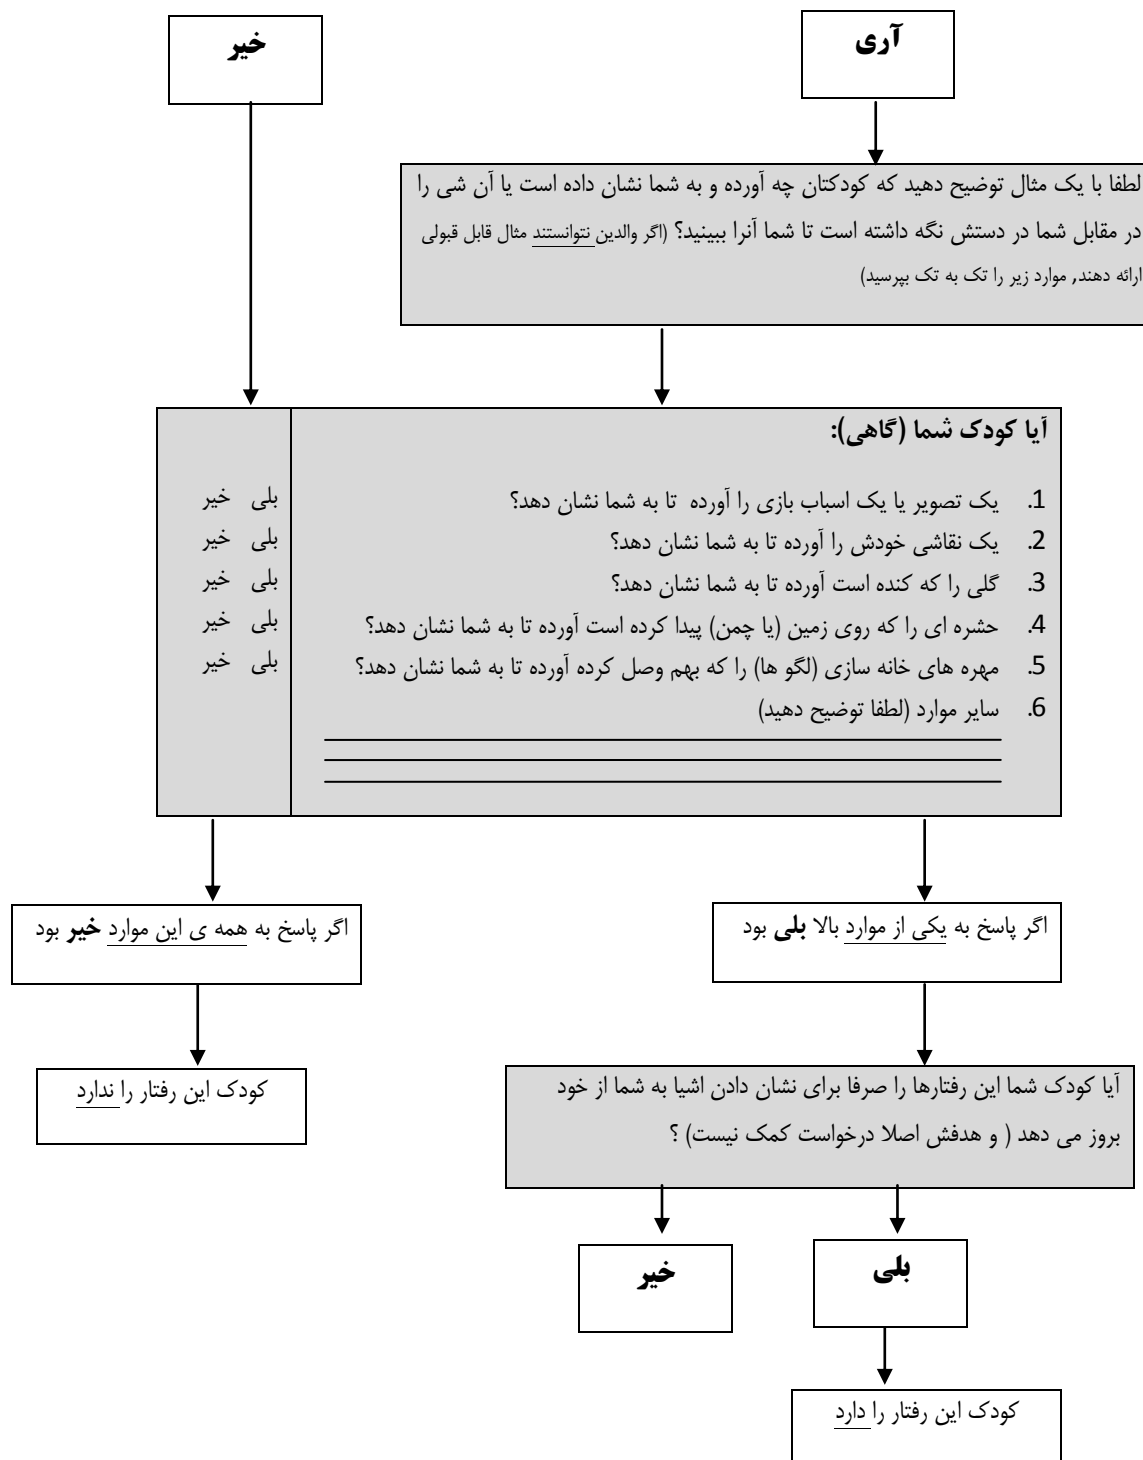 آری
خیر
لطفا با یک مثال توضیح دهید که کودکتان چه آورده و به شما نشان داده است یا آن شی را
در مقابل شما در دستش نگه داشته است تا شما آنرا ببینید؟ (اگر والدین نتوانستند مثال قابل قبولی
ارائه دهند, موارد زیر را تک به تک بپرسید)
آیا کودک شما (گاهی):
1. یک تصویر یا یک اسباب بازی را آورده تا به شما نشان دهد؟ بلی خیر
2. یک نقاشی خودش را آورده تا به شما نشان دهد؟ بلی خیر
3. گلی را که کنده است آورده تا به شما نشان دهد؟ بلی خیر
4. حشره ای را که روی زمین (یا چمن) پیدا کرده است آورده تا به شما نشان دهد؟ بلی خیر
5. مهره های خانه سازی (لگو ها) را که بهم وصل کرده آورده تا به شما نشان دهد؟ بلی خیر
6. سایر موارد (لطفا توضیح دهید)
اگر پاسخ به یکی از موارد بالا بلی بود
اگر پاسخ به همه ی این موارد خیر بود
آیا کودک شما این رفتارها را صرفا برای نشان دادن اشیا به شما از خود
بروز می دهد ( و هدفش اصلا درخواست کمک نیست) ؟
کودک این رفتار را ندارد
بلی
خیر
کودک این رفتار را دارد